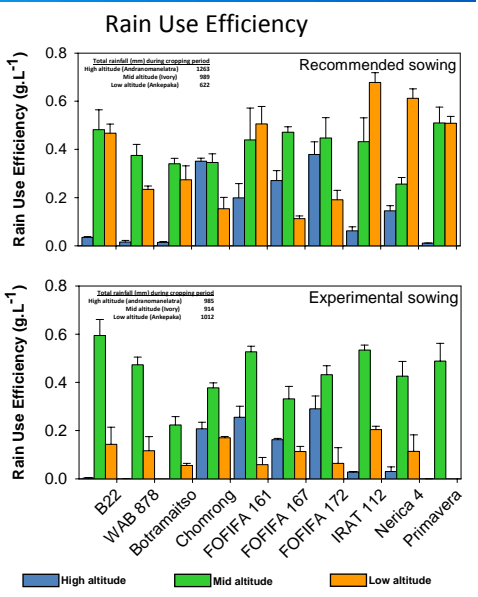 Rain Use Efficiency
Rain Use Efficiency (g.L-1)
0.8
0.6
0.4
0.2
0.0
Total rainfall (mm) during cropping period
High altitude (Andranomanelatra) 1263
Mid altitude (Ivory) 989
Low altitude (Ankepaka) 622
Recommended sowing
Rain Use Efficiency (g.L-1)
0.8
0.6
0.4
0.2
0.0
Total rainfall (mm) during cropping period
High altitude (andranomanelatra) 985
Mid altitude (Ivory) 914
Low altitude (Ankepaka) 1012
Experimental sowing
B22
WAB 878
Botramaitso
Chomrong
FOFIFA 161
FOFIFA 167
FOFIFA 172
IRAT 112
Nerica 4
Primavera
High altitude
Mid altitude
Low altitude